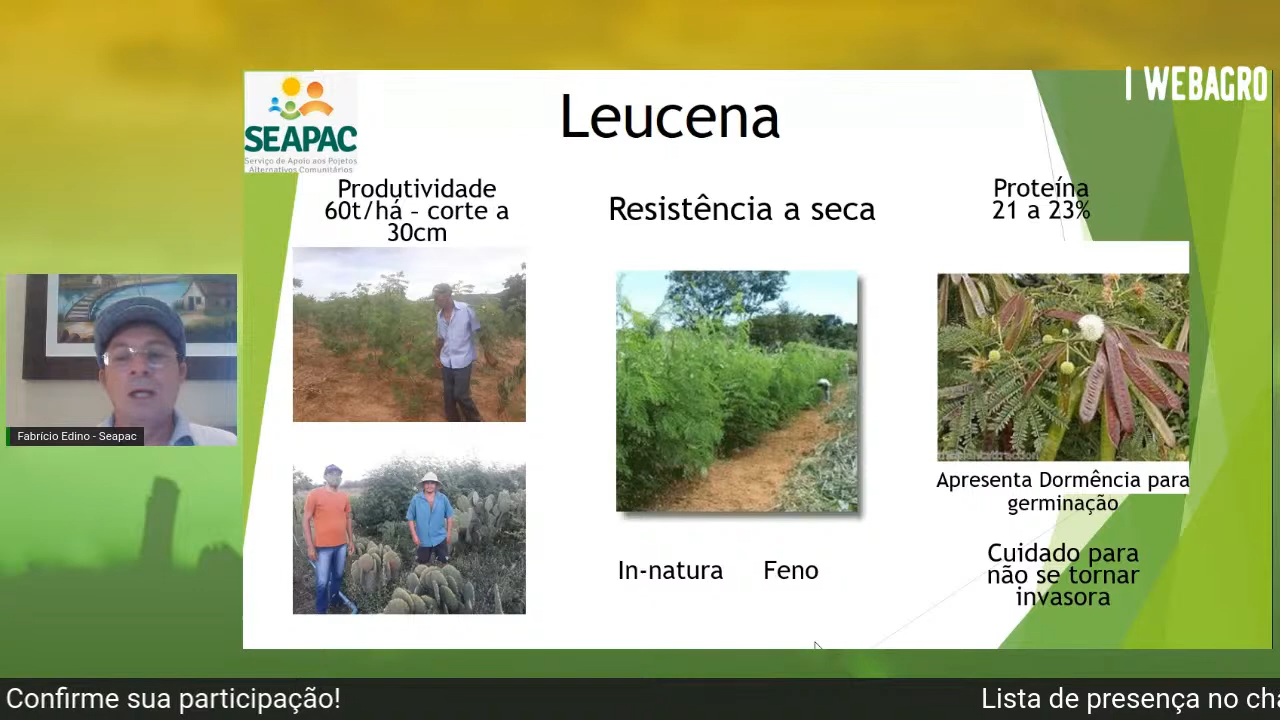 I WEBAGRO
SEAPAC
Serviço de Apoio aos Pojetos
Alternativos Comunitários
Leucena
Produtividade
60t/há - corte a
30cm
Resistência a seca
Proteína
21 a 23%
Fabrício Edino - Seapac
Apresenta Dormência para
germinação
In-natura Feno
Cuidado para
não se tornar
invasora
Confirme sua participação!
Lista de presença no cha